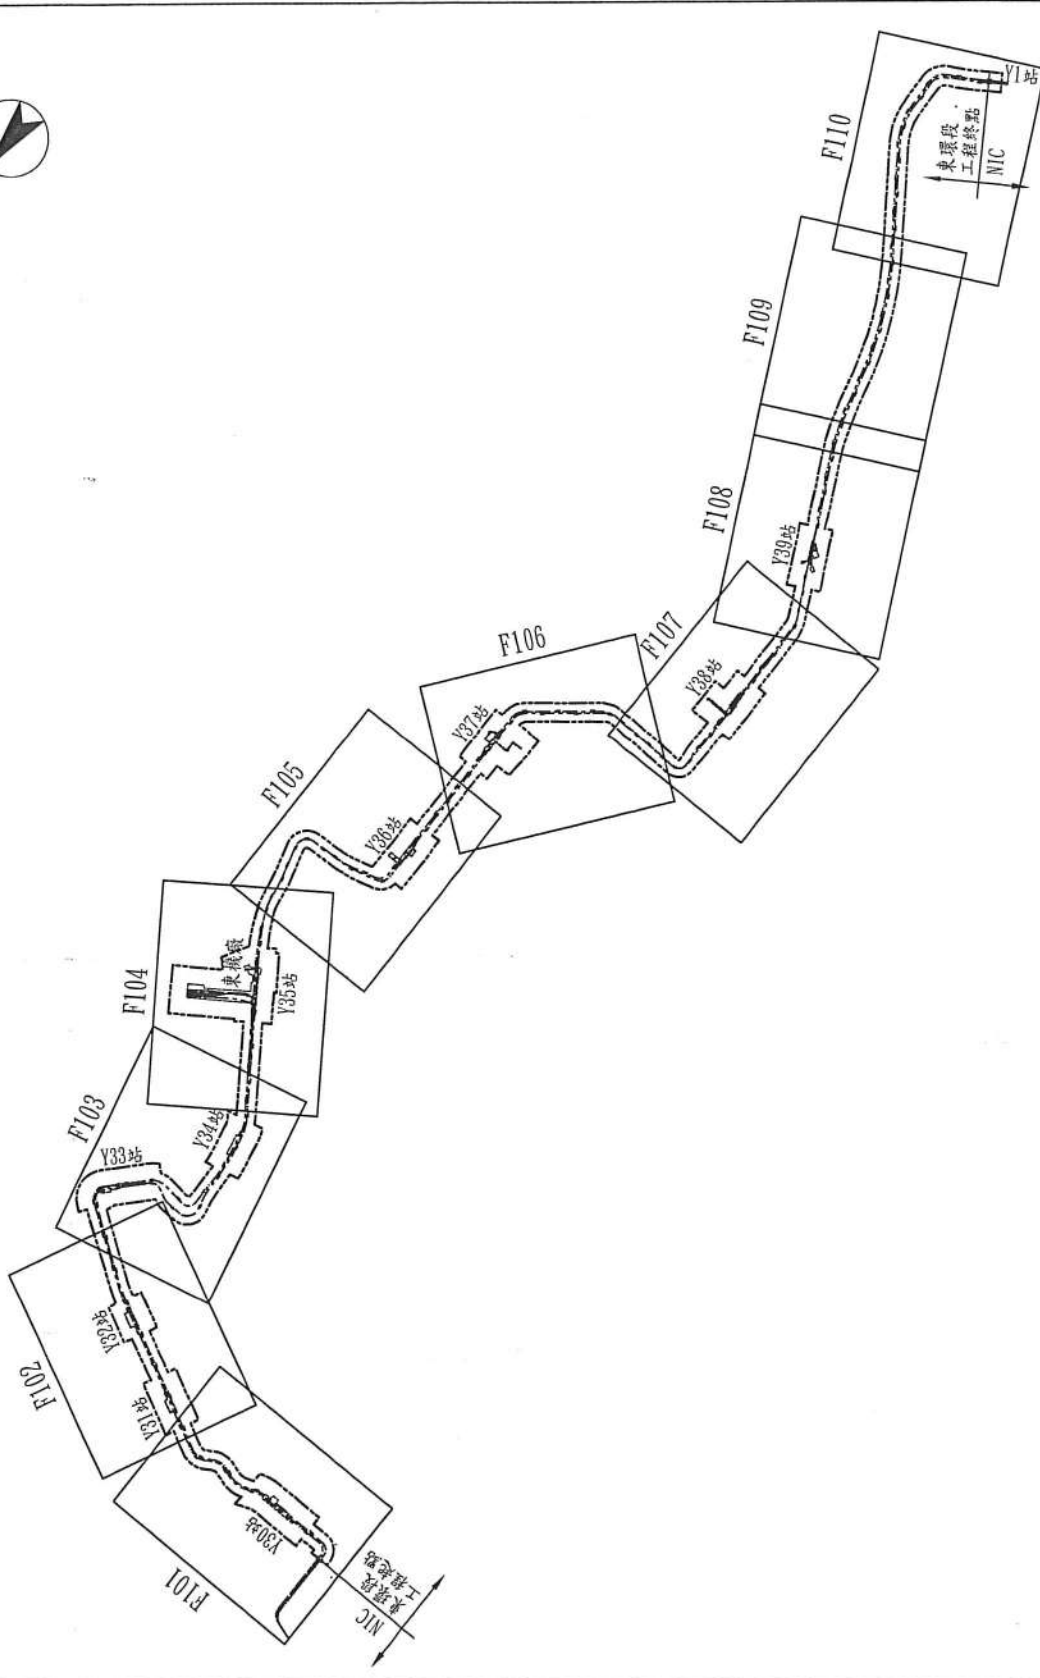 Y1站
F110
東環段
工程終點
NIC
F109
F108
Y39站
F107
Y38站
F106
Y37站
F105
Y36站
F104
東機廠
Y35站
F103
Y34站
Y33站
F102
Y32站
Y31站
F101
Y30站
東環段
工程起點
NIC